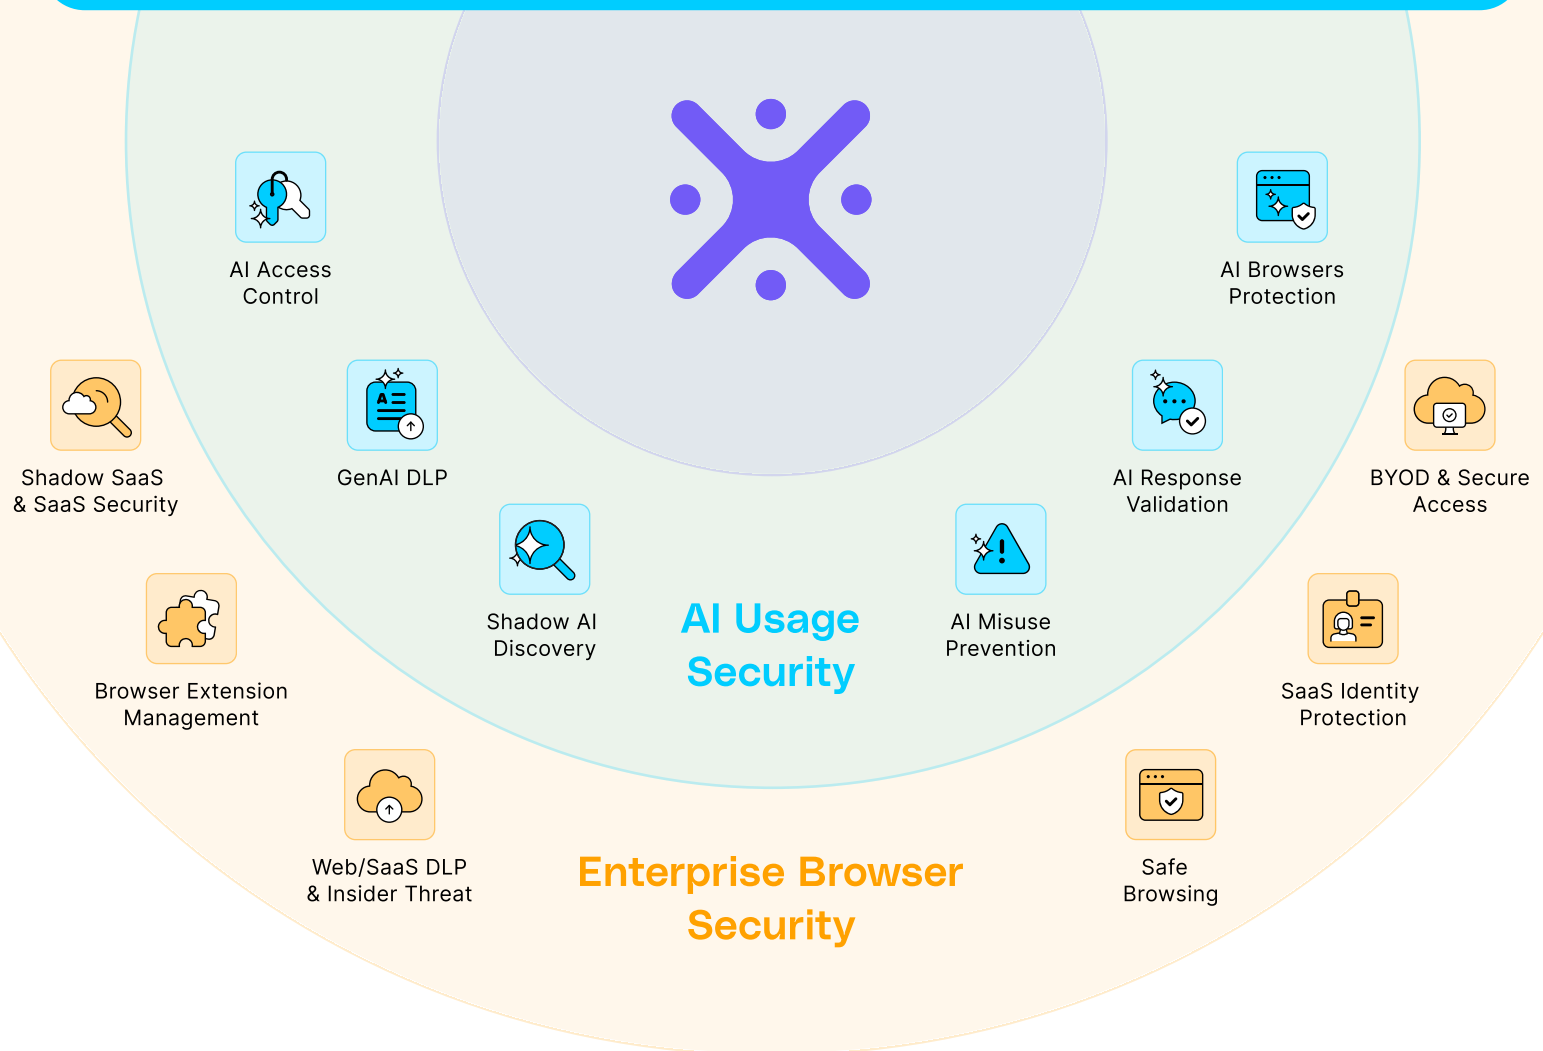 AI Access
Control
AI Browsers
Protection
Shadow SaaS
& SaaS Security
GenAI DLP
AI Response
Validation
BYOD & Secure
Access
Shadow AI
Discovery
AI Usage
Security
AI Misuse
Prevention
Browser Extension
Management
SaaS Identity
Protection
Web/SaaS DLP
& Insider Threat
Enterprise Browser
Security
Safe
Browsing